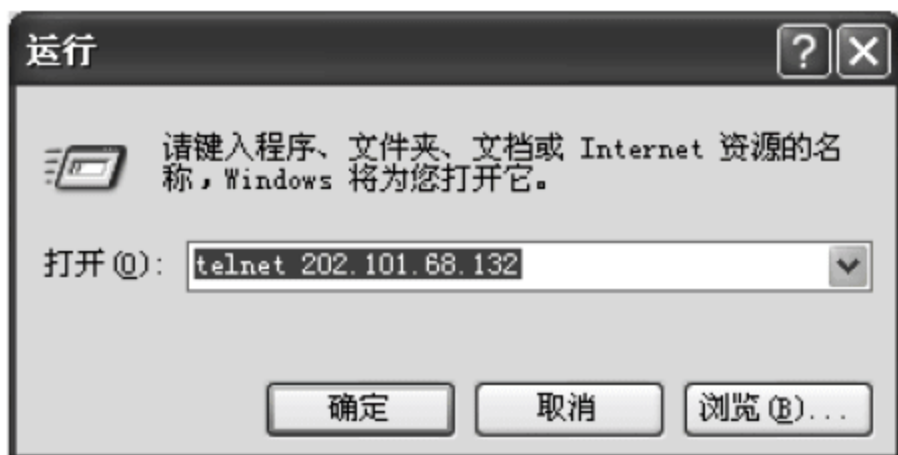 运行
请键入程序、文件夹、文档或 Internet 资源的名
称,Windows 将为您打开它。
打开(O): telnet 202.101.68.132
确定 取消 浏览(B)...